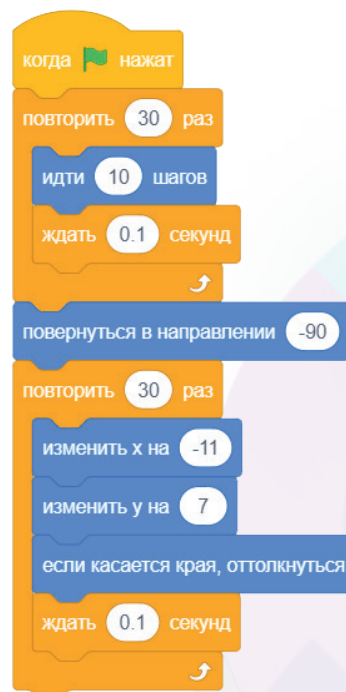 когда нажат
повторить 30 раз
идти 10 шагов
ждать 0.1 секунд
повернуться в направлении -90
повторить 30 раз
изменить х на -11
изменить у на 7
если касается края, оттолкнуться
ждать 0.1 секунд